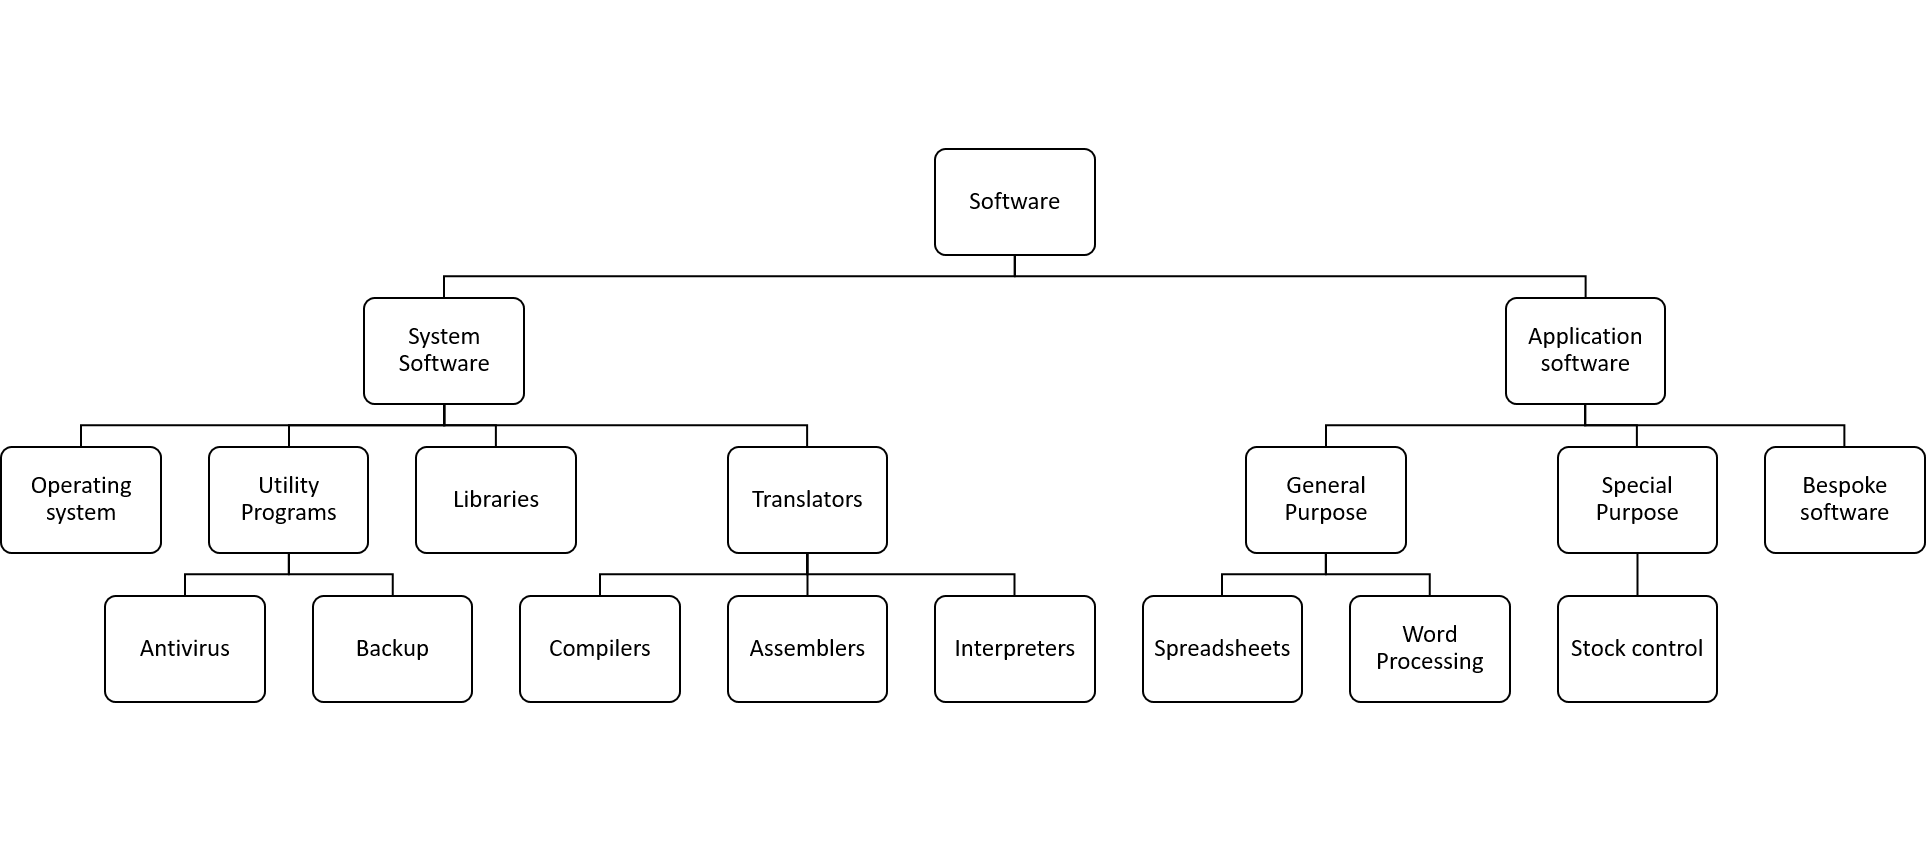 Software
System
Software
Application
software
Operating
system
Utility
Programs
Libraries
Translators
General
Purpose
Special
Purpose
Bespoke
software
Antivirus
Backup
Compilers
Assemblers
Interpreters
Spreadsheets
Word
Processing
Stock control